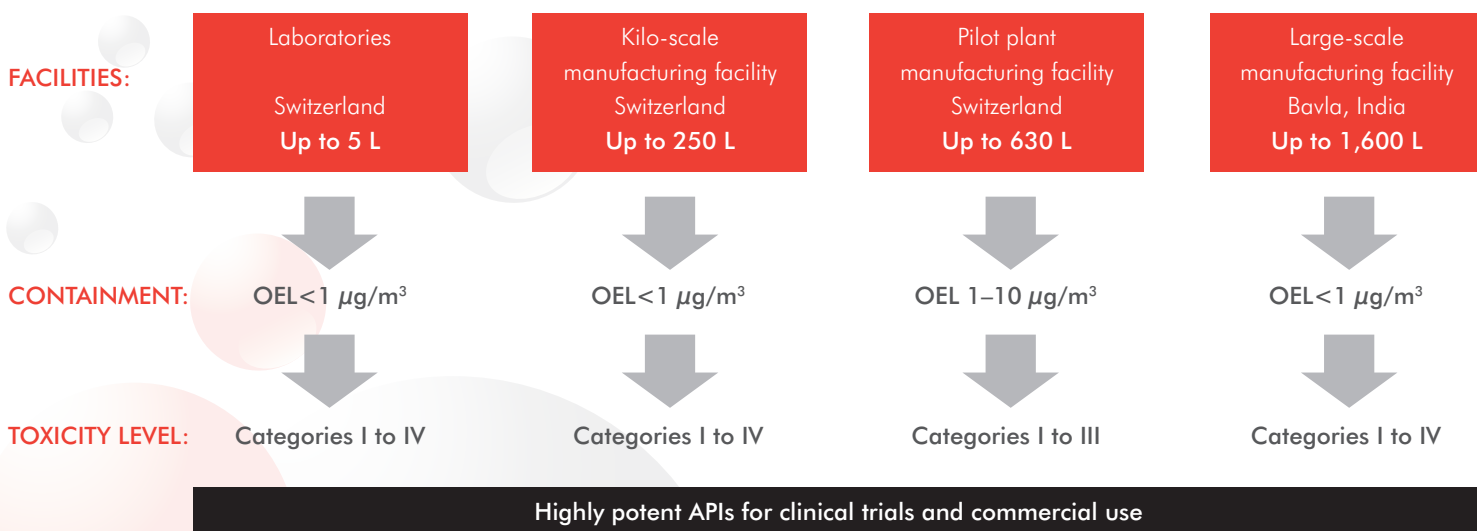 FACILITIES:
Laboratories
Switzerland
Up to 5 L
Kilo-scale
manufacturing facility
Switzerland
Up to 250 L
Pilot plant
manufacturing facility
Switzerland
Up to 630 L
Large-scale
manufacturing facility
Bavla, India
Up to 1,600 L
CONTAINMENT:
OEL<1 µg/m³
OEL<1 µg/m³
OEL 1–10 µg/m³
OEL<1 µg/m³
TOXICITY LEVEL:
Categories I to IV
Categories I to IV
Categories I to III
Categories I to IV
Highly potent APIs for clinical trials and commercial use